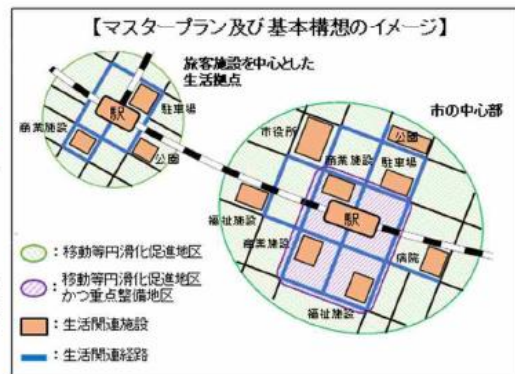 【マスタープラン及び基本構想のイメージ】
旅客施設を中心とした
生活拠点
駅
駐車場
商業施設
公園
市の中心部
市役所
公園
商業施設
駐車場
福祉施設
駅
商業施設
病院
福祉施設
：移動等円滑化促進地区
：移動等円滑化促進地区
かつ重点整備地区
：生活関連施設
：生活関連経路